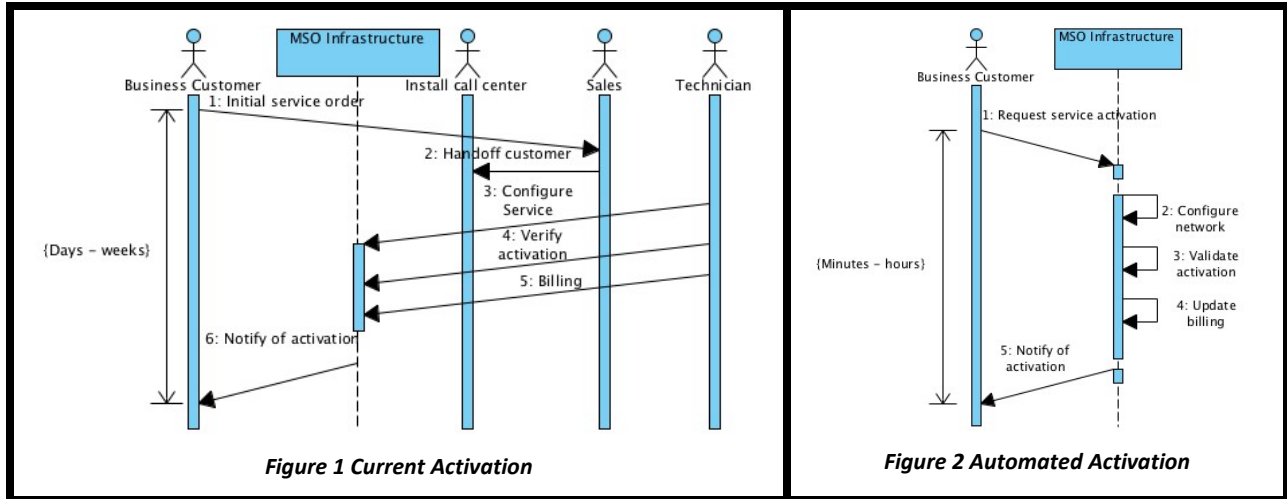 MSO Infrastructure
Business Customer
Install call center
Sales
Technician
1: Initial service order
2: Handoff customer
3: Configure
Service
4: Verify
activation
{Days - weeks}
5: Billing
6: Notify of activation
Figure 1 Current Activation
MSO Infrastructure
Business Customer
1: Request service activation
2: Configure
network
3: Validate
activation
{Minutes - hours}
4: Update
billing
5: Notify of
activation
Figure 2 Automated Activation